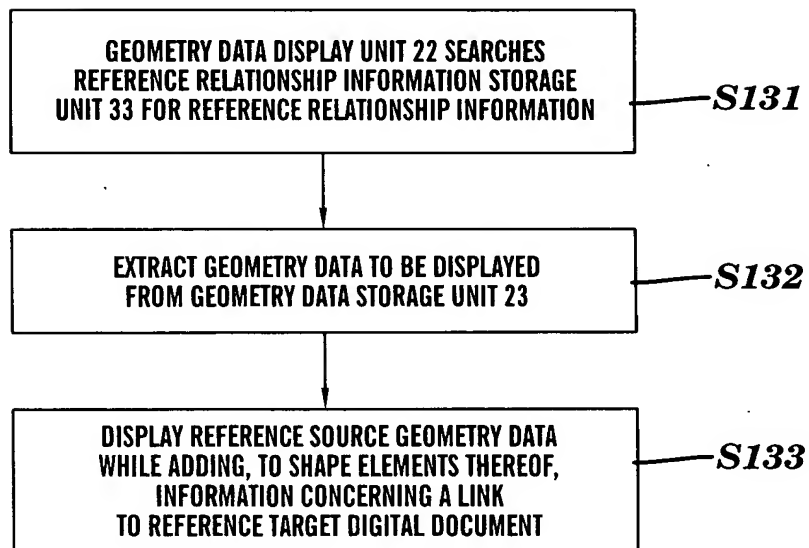 GEOMETRY DATA DISPLAY UNIT 22 SEARCHES
REFERENCE RELATIONSHIP INFORMATION STORAGE
UNIT 33 FOR REFERENCE RELATIONSHIP INFORMATION
S131
EXTRACT GEOMETRY DATA TO BE DISPLAYED
FROM GEOMETRY DATA STORAGE UNIT 23
S132
DISPLAY REFERENCE SOURCE GEOMETRY DATA
WHILE ADDING, TO SHAPE ELEMENTS THEREOF,
INFORMATION CONCERNING A LINK
TO REFERENCE TARGET DIGITAL DOCUMENT
S133